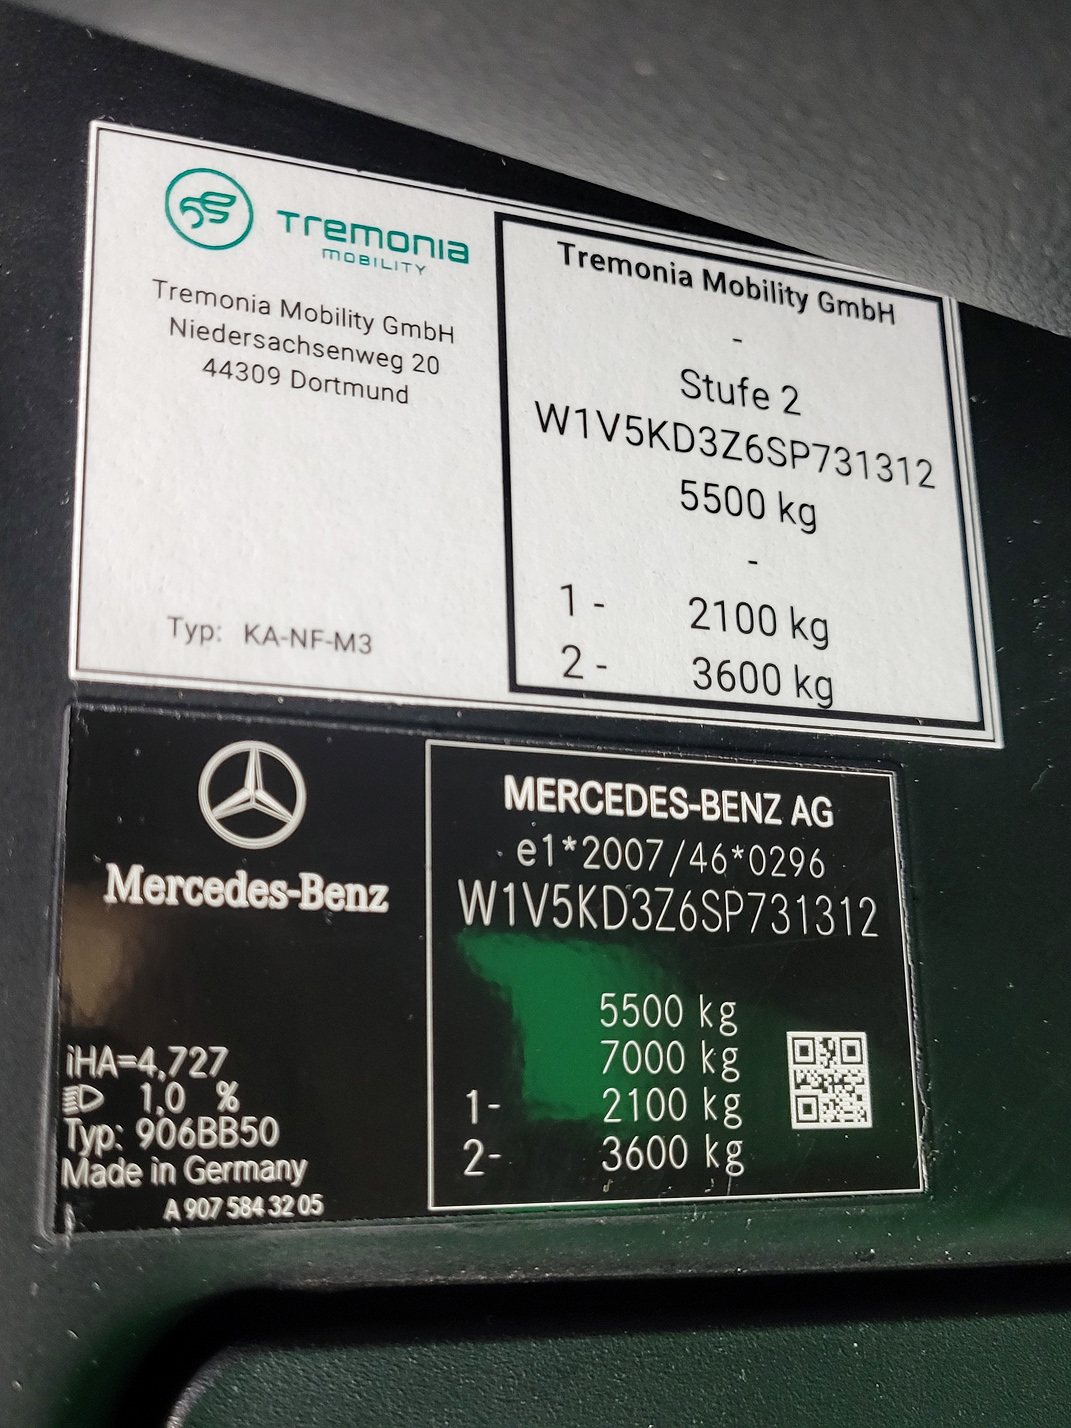 Tremonia
MOBILITY
Tremonia Mobility GmbH
Niedersachsenweg 20
44309 Dortmund
Typ: KA-NF-M3
Tremonia Mobility GmbH
-
Stufe 2
W1V5KD3Z6SP731312
5500 kg
-
1 - 2100 kg
2 - 3600 kg
Mercedes-Benz
iHA=4,727
1,0 %
Typ: 906BB50
Made in Germany
A 907 584 32 05
MERCEDES-BENZ AG
e1*2007/46*0296
W1V5KD3Z6SP731312
5500 kg
7000 kg
1- 2100 kg
2- 3600 kg